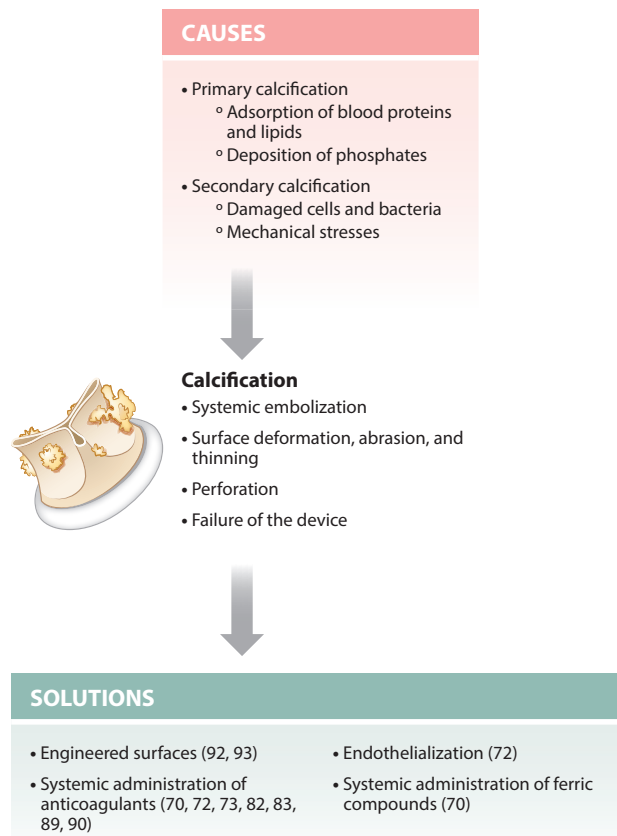 CAUSES
• Primary calcification
º Adsorption of blood proteins
and lipids
º Deposition of phosphates
• Secondary calcification
º Damaged cells and bacteria
º Mechanical stresses
Calcification
• Systemic embolization
• Surface deformation, abrasion, and
thinning
• Perforation
• Failure of the device
SOLUTIONS
• Engineered surfaces (92, 93)
• Systemic administration of
anticoagulants (70, 72, 73, 82, 83,
89, 90)
• Endothelialization (72)
• Systemic administration of ferric
compounds (70)